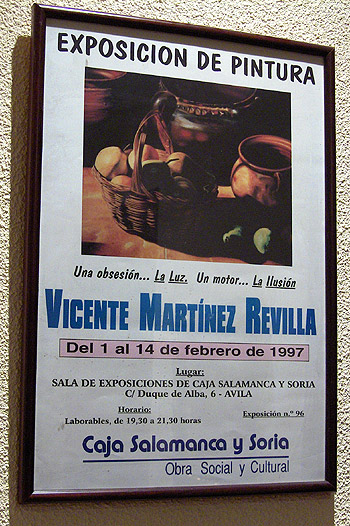 EXPOSICION DE PINTURA
Una obsesión... La Luz. Un motor... La Ilusión
VICENTE MARTÍNEZ REVILLA
Del 1 al 14 de febrero de 1997
Lugar:
SALA DE EXPOSICIONES DE CAJA SALAMANCA Y SORIA
C/ Duque de Alba, 6 - AVILA
Horario:
Laborables, de 19,30 a 21,30 horas
Exposición n.º 96
Caja Salamanca y Soria
Obra Social y Cultural